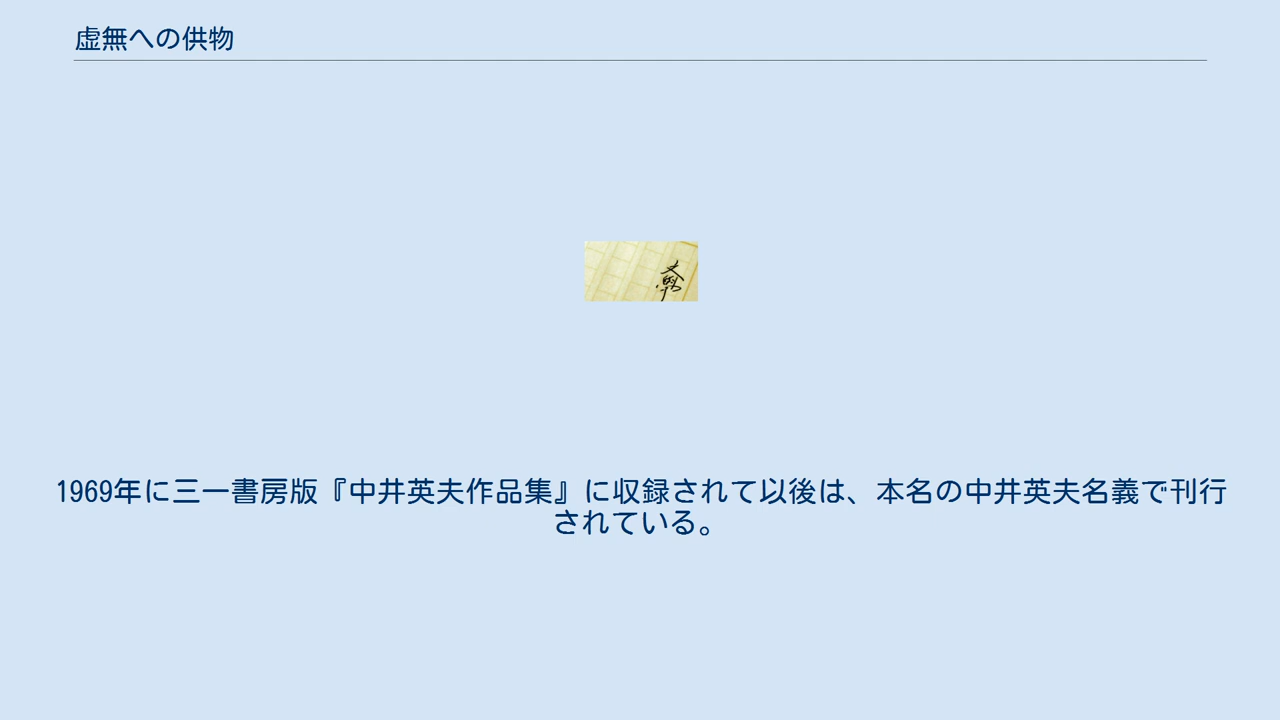 虚無への供物
1969年に三一書房版『中井英夫作品集』に収録されて以後は、本名の中井英夫名義で刊行
されている。